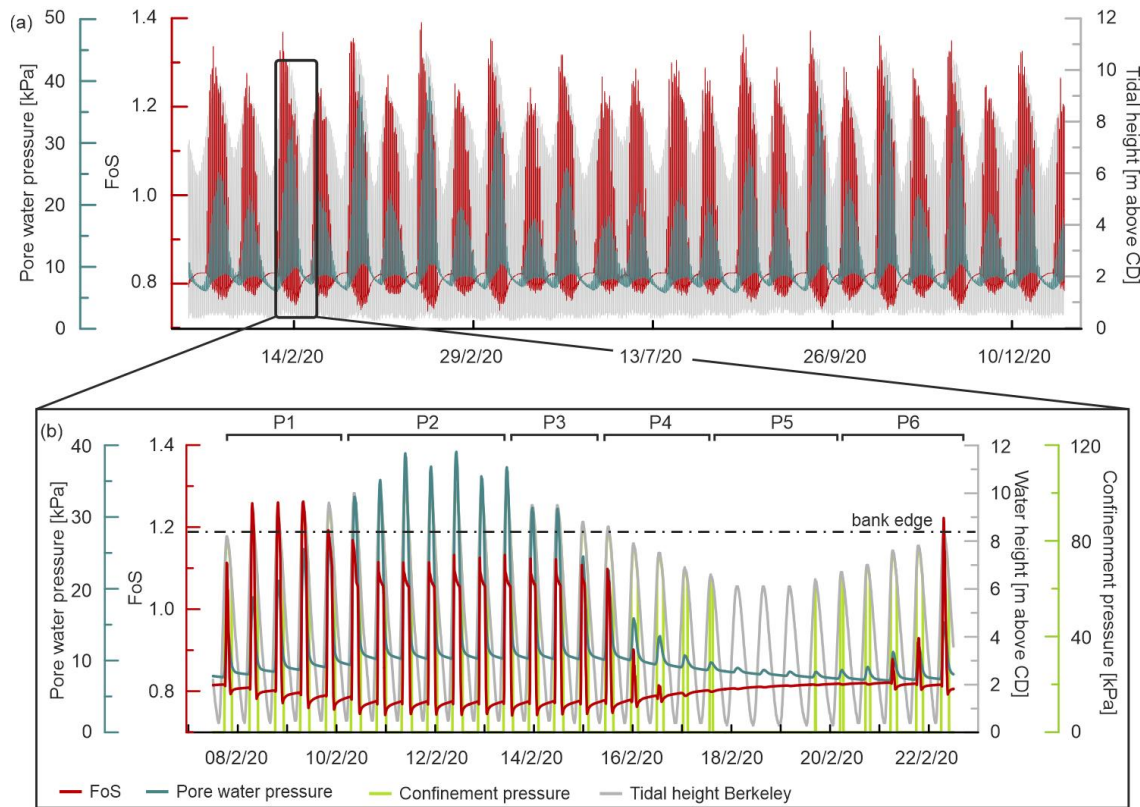 (a)
Pore water pressure [kPa]
50
40
30
20
10
0
FoS
1.4
1.2
1.0
0.8
Tidal height [m above CD]
12
10
8
6
4
2
0
14/2/20
29/2/20
13/7/20
26/9/20
10/12/20
(b)
P1
P2
P3
P4
P5
P6
Pore water pressure [kPa]
40
30
20
10
0
FoS
1.4
1.2
1.0
0.8
bank edge
Water height [m above CD]
12
10
8
6
4
2
0
Confinenment pressure [kPa]
120
80
40
0
08/2/20
10/2/20
12/2/20
14/2/20
16/2/20
18/2/20
20/2/20
22/2/20
FoS
Pore water pressure
Confinement pressure
Tidal height Berkeley